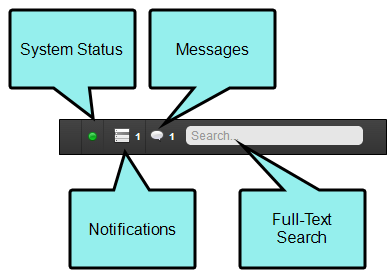 System Status
Messages
1
1
Search...
Notifications
Full-Text
Search